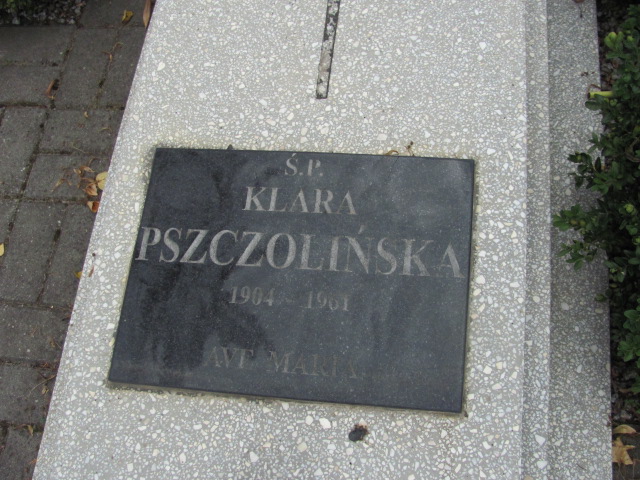 Ś.P.
KLARA
PSZCZOLIŃSKA
1904 - 1961
AVE MARIA